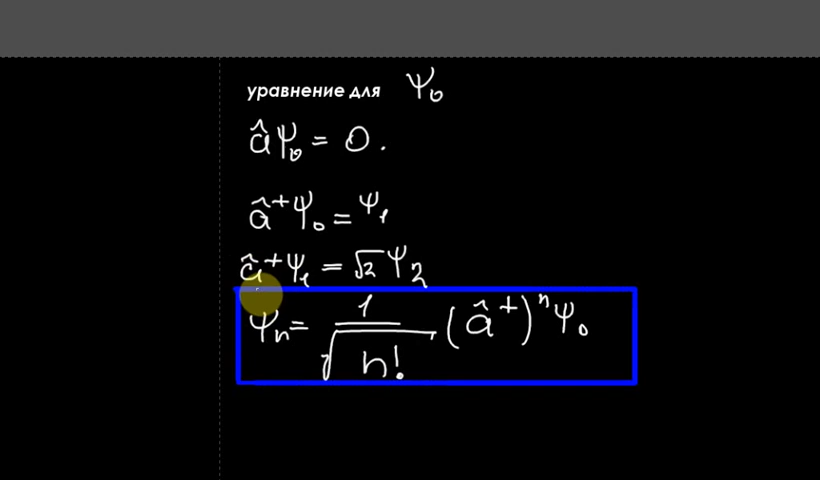 уравнение для Ψ₀
âΨ₀ = 0.
â⁺Ψ₀ = Ψ₁
â⁺Ψ₁ = √2 Ψ₂
Ψₙ = 1/√n! (â⁺)ⁿ Ψ₀